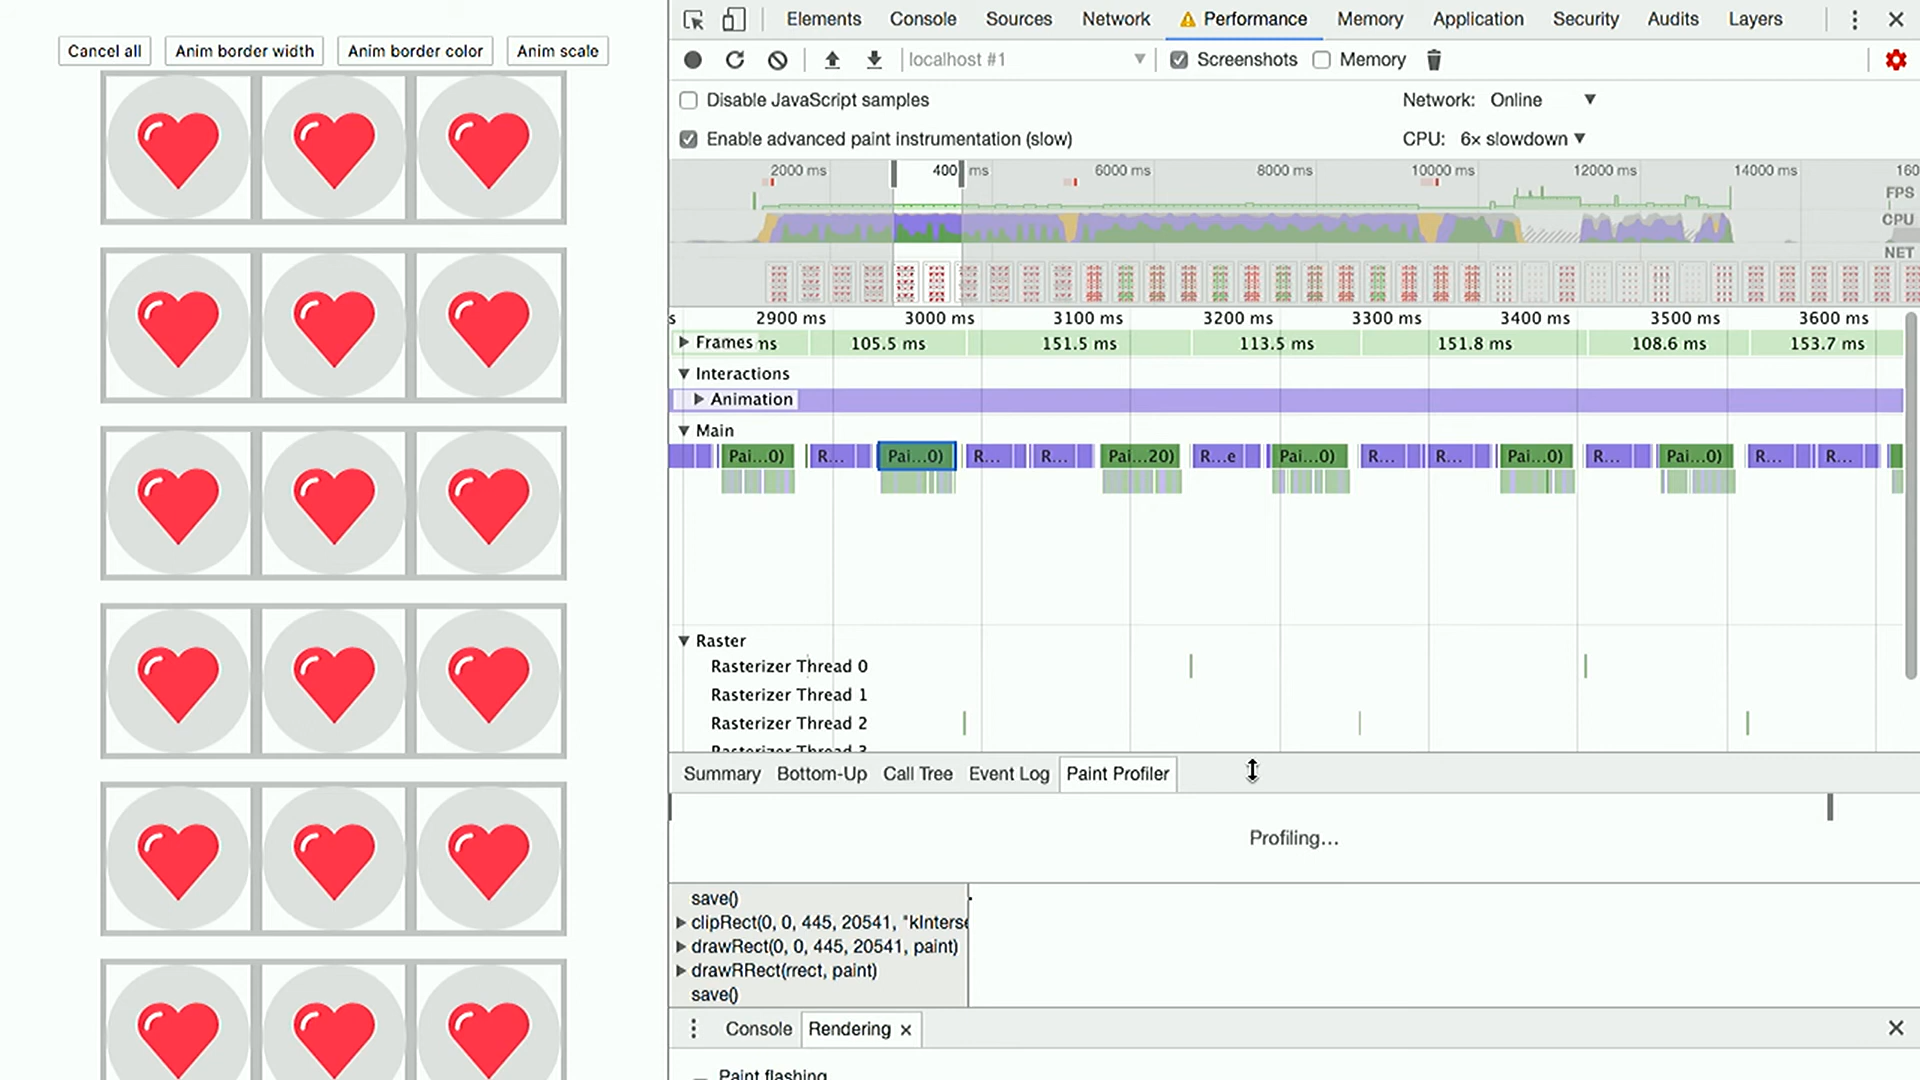 Cancel all
Anim border width
Anim border color
Anim scale
Elements
Console
Sources
Network
Performance
Memory
Application
Security
Audits
Layers
localhost #1
Screenshots
Memory
Disable JavaScript samples
Network: Online
Enable advanced paint instrumentation (slow)
CPU: 6× slowdown
2000 ms
400 ms
6000 ms
8000 ms
10000 ms
12000 ms
14000 ms
160
FPS
CPU
NET
s 2900 ms 3000 ms 3100 ms 3200 ms 3300 ms 3400 ms 3500 ms 3600 ms
Frames ms 105.5 ms 151.5 ms 113.5 ms 151.8 ms 108.6 ms 153.7 ms
Interactions
Animation
Main
Pai...0) R... Pai...0) R... R... Pai...20) R...e Pai...0) R... R... Pai...0) R... Pai...0) R... R...
Raster
Rasterizer Thread 0
Rasterizer Thread 1
Rasterizer Thread 2
Rasterizer Thread 3
Summary
Bottom-Up
Call Tree
Event Log
Paint Profiler
Profiling...
save()
clipRect(0, 0, 445, 20541, "kInterse
drawRect(0, 0, 445, 20541, paint)
drawRRect(rrect, paint)
save()
Console
Rendering
Paint flashing